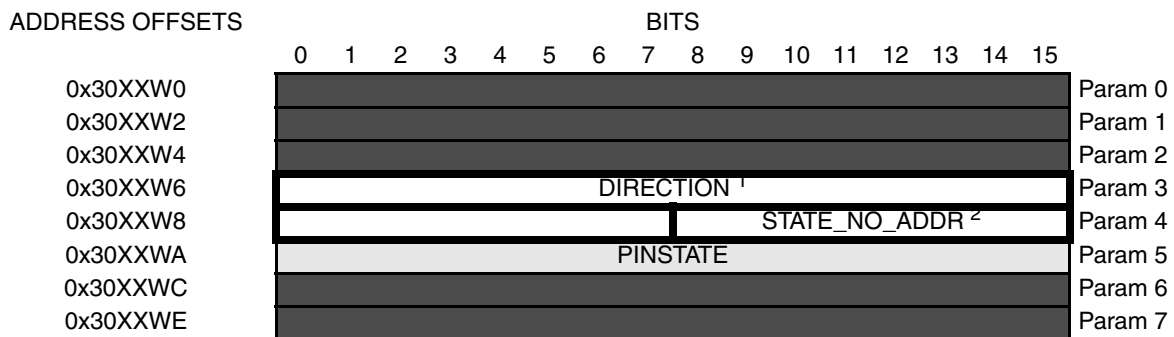 ADDRESS OFFSETS BITS
0 1 2 3 4 5 6 7 8 9 10 11 12 13 14 15
0x30XXW0 Param 0
0x30XXW2 Param 1
0x30XXW4 Param 2
0x30XXW6 DIRECTION 1 Param 3
0x30XXW8 STATE_NO_ADDR 2 Param 4
0x30XXWA PINSTATE Param 5
0x30XXWC Param 6
0x30XXWE Param 7